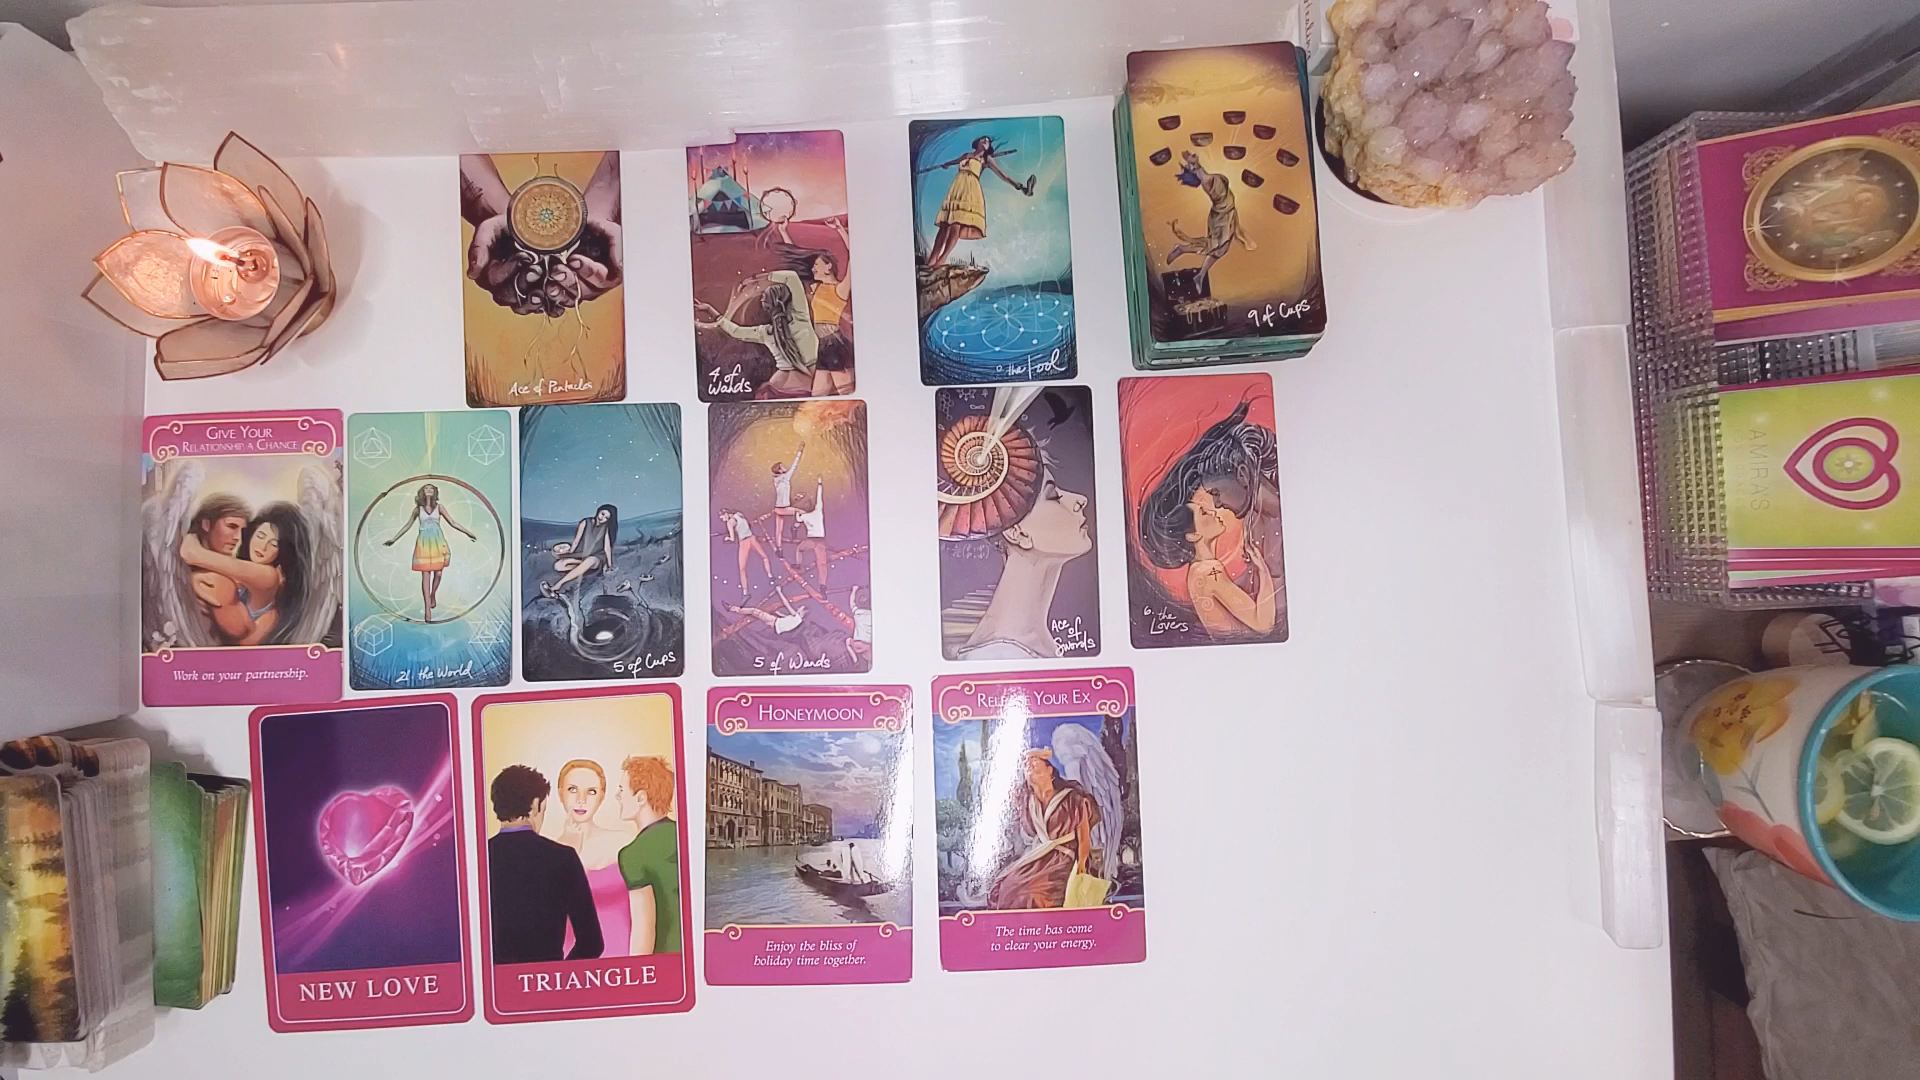 Ace of Pentacles
4 of
Wands
0. the Fool
9 of Cups
GIVE YOUR
RELATIONSHIP A CHANCE
Work on your partnership.
21. the World
5 of Cups
5 of Wands
Ace
of
Swords
6. the
Lovers
AMRAS
NEW LOVE
TRIANGLE
HONEYMOON
Enjoy the bliss of
holiday time together.
RELEASE YOUR EX
The time has come
to clear your energy.